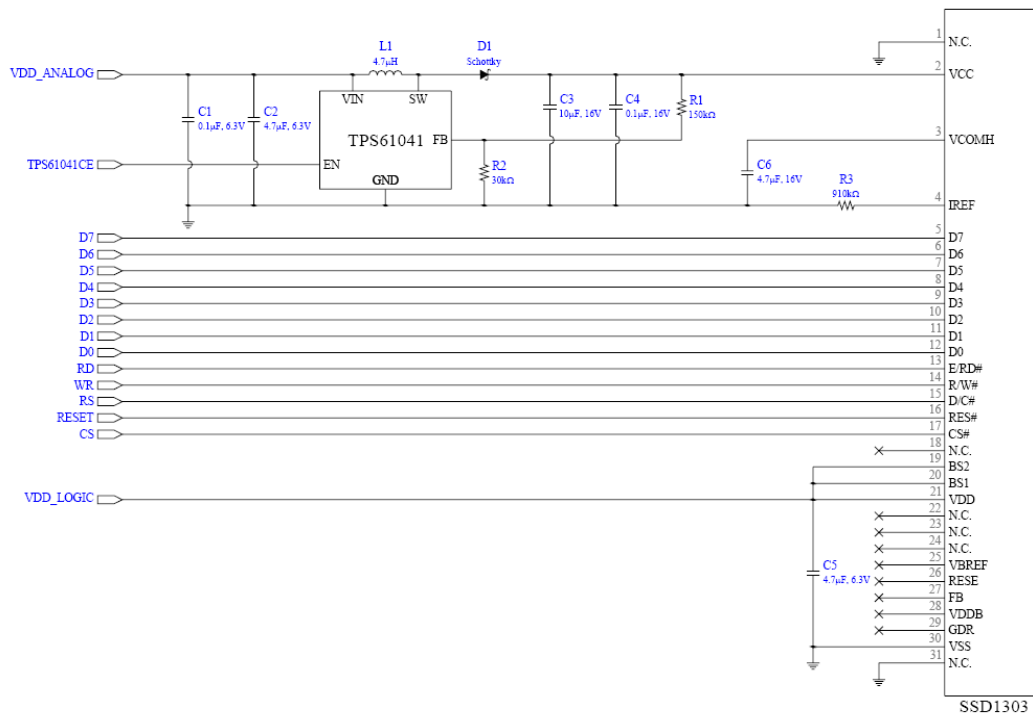 1
N.C.
L1
4.7μH
D1
Schottky
VDD_ANALOG
2
VCC
VIN
SW
C1
0.1μF, 6.3V
C2
4.7μF, 6.3V
C3
10μF, 16V
C4
0.1μF, 16V
R1
150kΩ
TPS61041
FB
3
VCOMH
TPS61041CE
EN
R2
30kΩ
C6
4.7μF, 16V
GND
R3
910kΩ
4
IREF
D7
5
D7
D6
6
D6
D5
7
D5
D4
8
D4
D3
9
D3
D2
10
D2
D1
11
D1
D0
12
D0
RD
13
E/RD#
WR
14
R/W#
RS
15
D/C#
RESET
16
RES#
CS
17
CS#
18
N.C.
19
BS2
20
BS1
VDD_LOGIC
21
VDD
22
N.C.
23
N.C.
24
N.C.
25
VBREF
C5
4.7μF, 6.3V
26
RESE
27
FB
28
VDDB
29
GDR
30
VSS
31
N.C.
SSD1303